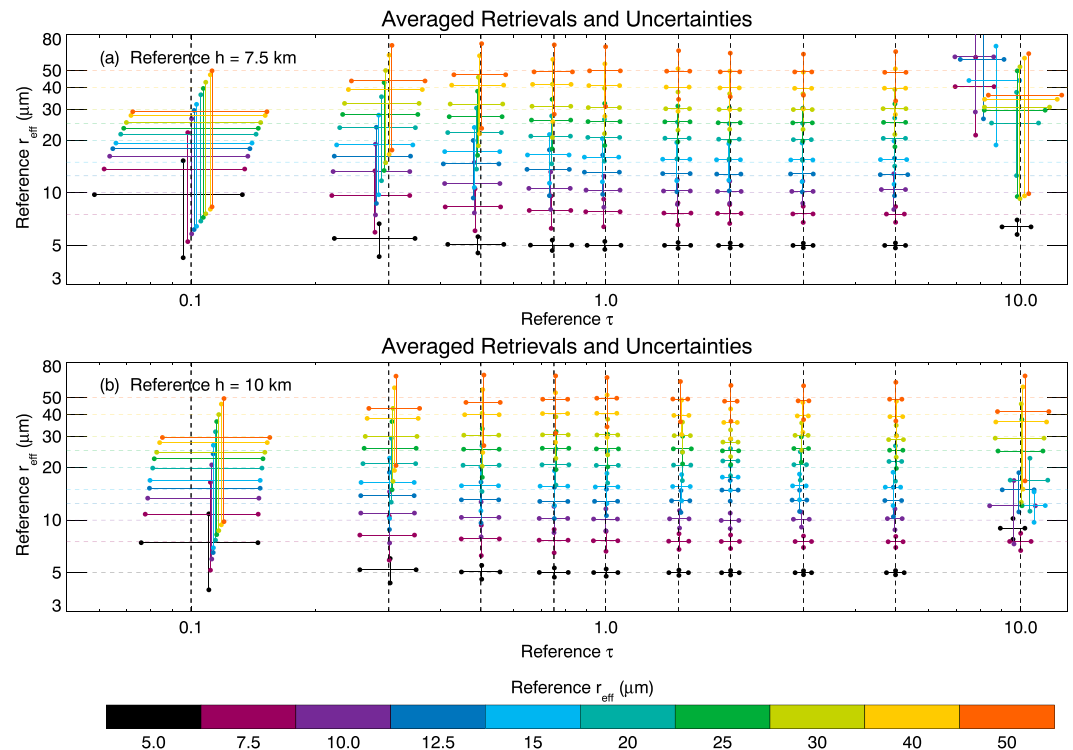 Averaged Retrievals and Uncertainties
(a) Reference h = 7.5 km
80
50
40
30
20
10
5
3
Reference r_eff (μm)
0.1 1.0 10.0
Reference τ
Averaged Retrievals and Uncertainties
(b) Reference h = 10 km
80
50
40
30
20
10
5
3
Reference r_eff (μm)
0.1 1.0 10.0
Reference τ
Reference r_eff (μm)
5.0 7.5 10.0 12.5 15 20 25 30 40 50